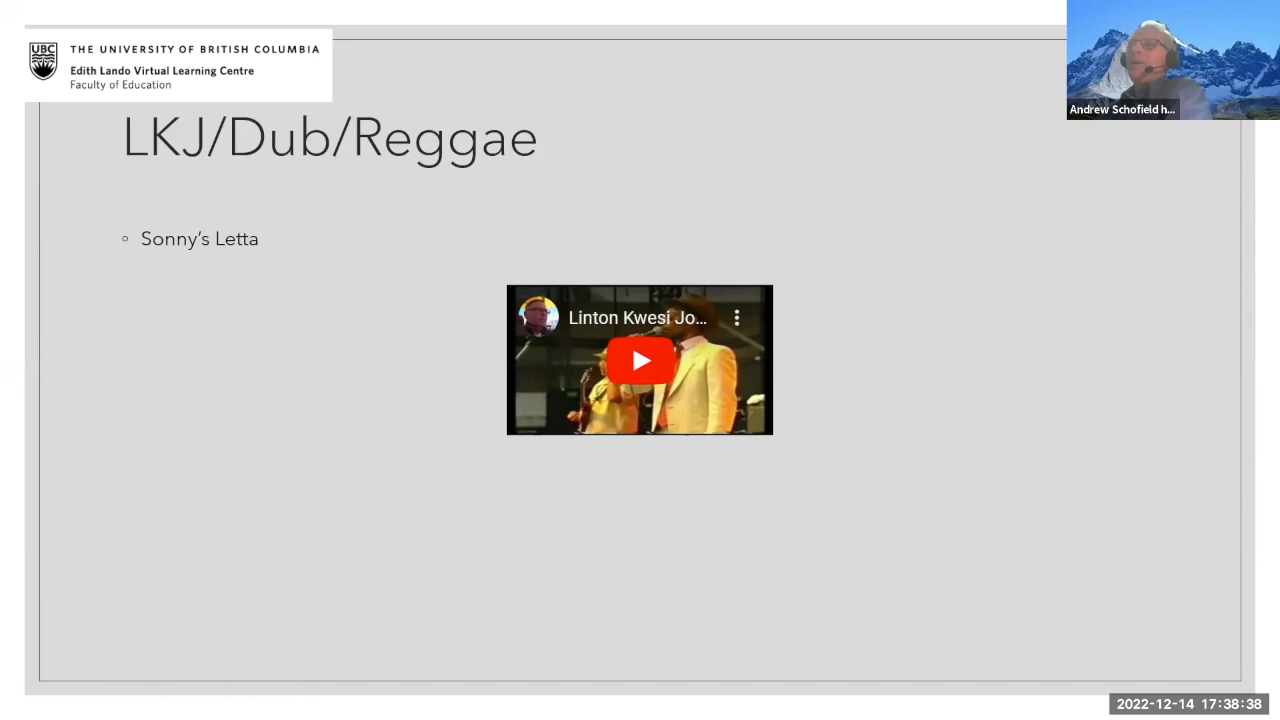 UBC
THE UNIVERSITY OF BRITISH COLUMBIA
Edith Lando Virtual Learning Centre
Faculty of Education
Andrew Schofield h...
LKJ/Dub/Reggae
Sonny’s Letta
Linton Kwesi Jo...
2022-12-14 17:38:38